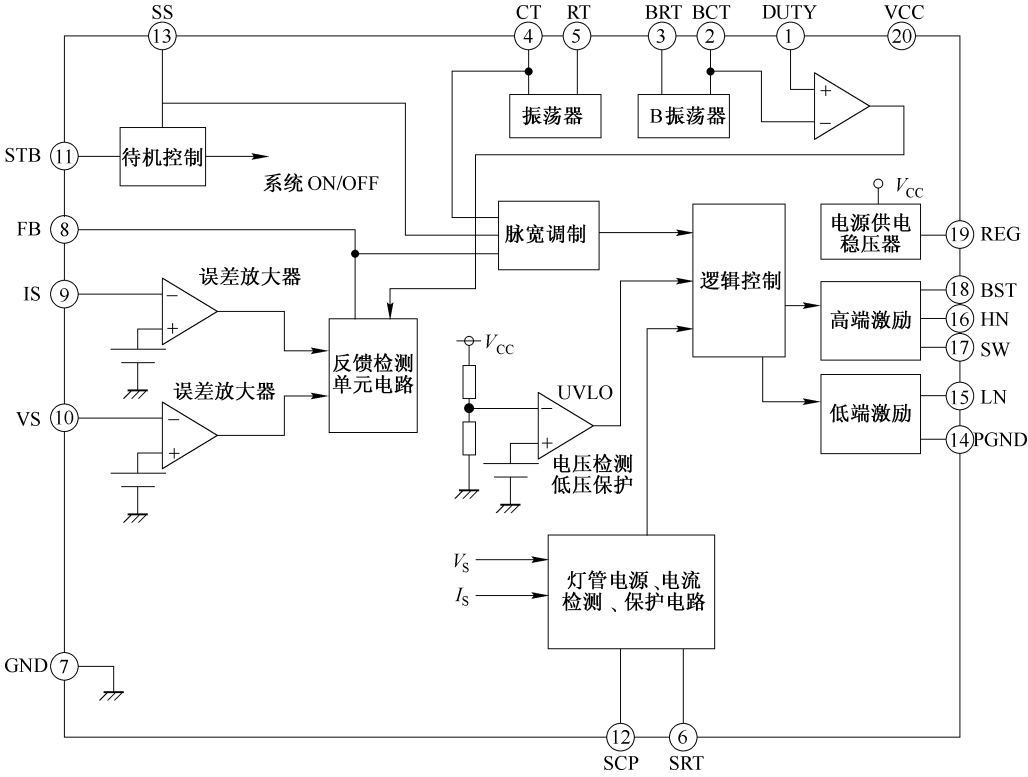 SS
CT
RT
BRT
BCT
DUTY
VCC
13
4
5
3
2
1
20
振荡器
B振荡器
+
−
STB
11
待机控制
系统 ON/OFF
VCC
电源供电
稳压器
19
REG
FB
8
脉宽调制
逻辑控制
IS
9
误差放大器
−
+
18
BST
高端激励
16
HN
17
SW
反馈检测
单元电路
VCC
VS
10
误差放大器
−
+
UVLO
−
+
电压检测
低压保护
15
LN
低端激励
14
PGND
VS
IS
灯管电源、电流
检测、保护电路
GND
7
12
6
SCP
SRT